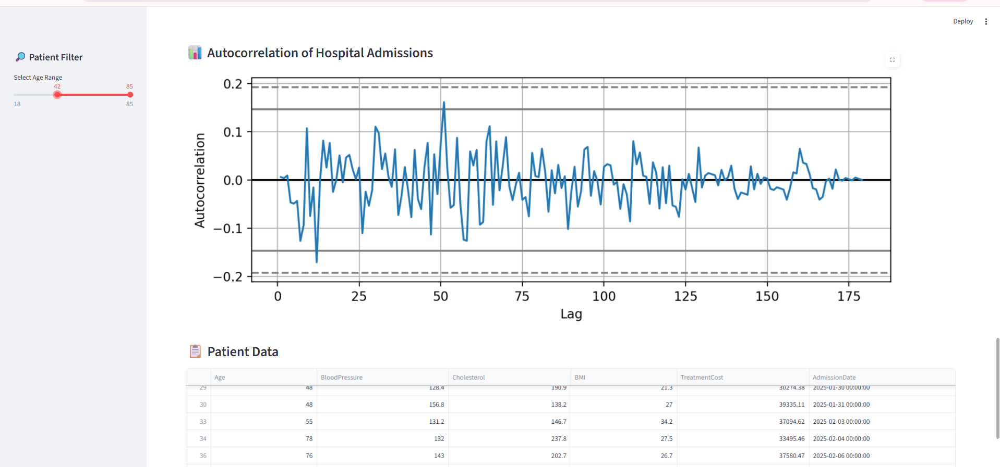 Deploy
Patient Filter
Select Age Range
42 85
18 85
Autocorrelation of Hospital Admissions
0.2
0.1
0.0
−0.1
−0.2
Autocorrelation
0 25 50 75 100 125 150 175
Lag
Patient Data
Age BloodPressure Cholesterol BMI TreatmentCost AdmissionDate
29 48 128.4 190.9 21.3 30274.38 2025-01-30 00:00:00
30 48 156.8 138.2 27 39335.11 2025-01-31 00:00:00
33 55 131.2 146.7 34.2 37094.62 2025-02-03 00:00:00
34 78 132 237.8 27.5 33495.46 2025-02-04 00:00:00
36 76 143 202.7 26.7 37580.47 2025-02-06 00:00:00